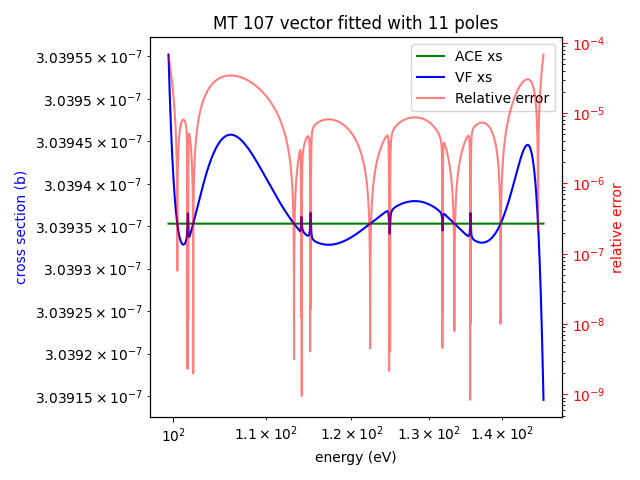 MT 107 vector fitted with 11 poles
ACE xs
VF xs
Relative error
3.03955 × 10⁻⁷
3.0395 × 10⁻⁷
3.03945 × 10⁻⁷
3.0394 × 10⁻⁷
3.03935 × 10⁻⁷
3.0393 × 10⁻⁷
3.03925 × 10⁻⁷
3.0392 × 10⁻⁷
3.03915 × 10⁻⁷
cross section (b)
10⁻⁴
10⁻⁵
10⁻⁶
10⁻⁷
10⁻⁸
10⁻⁹
relative error
10² 1.1 × 10² 1.2 × 10² 1.3 × 10² 1.4 × 10²
energy (eV)